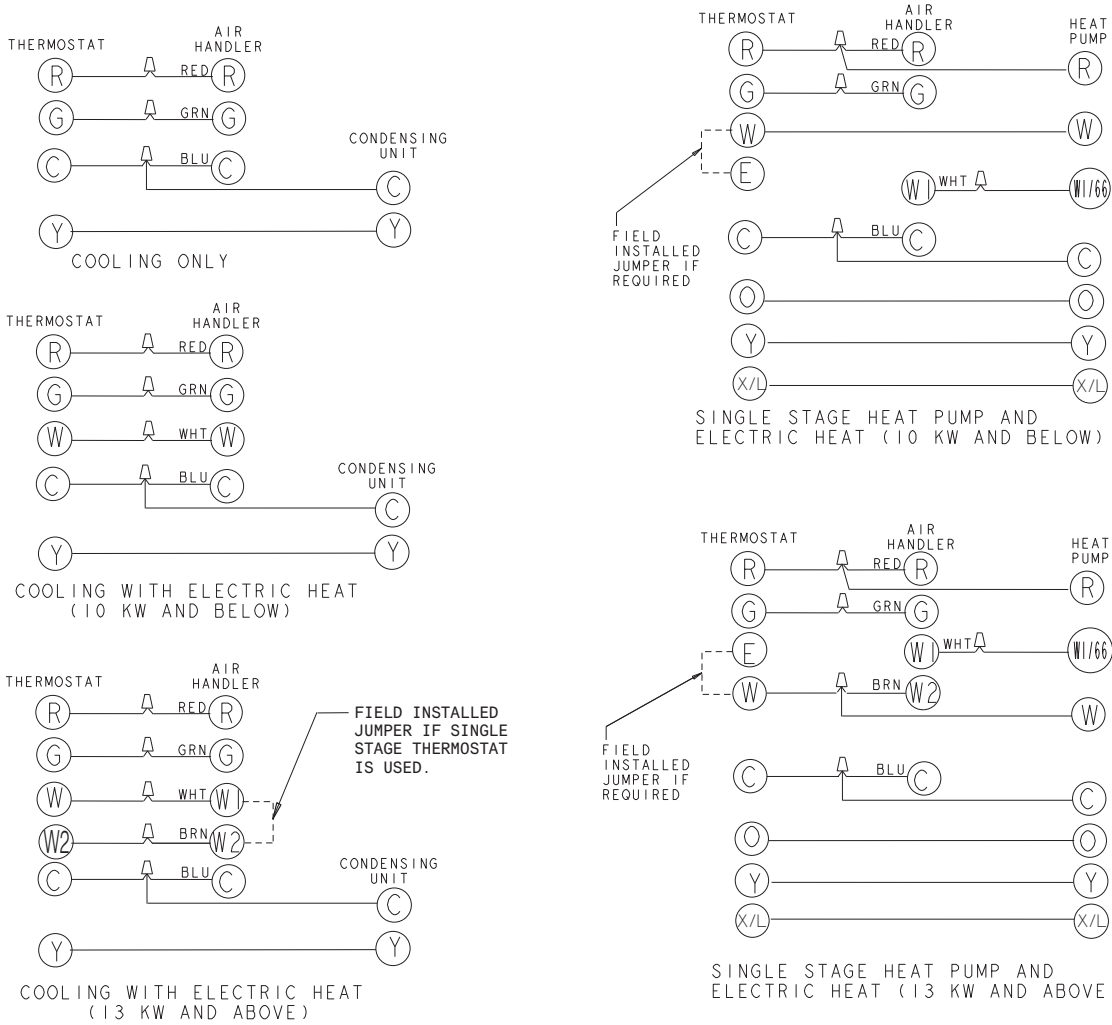 THERMOSTAT
AIR
HANDLER
R RED R
G GRN G
CONDENSING
UNIT
C BLU C
C
Y Y
COOLING ONLY
THERMOSTAT
AIR
HANDLER
R RED R
G GRN G
W WHT W
C BLU C
CONDENSING
UNIT
C
Y Y
COOLING WITH ELECTRIC HEAT
(10 KW AND BELOW)
THERMOSTAT
AIR
HANDLER
R RED R
G GRN G
W WHT W1
W2 BRN W2
C BLU C
FIELD INSTALLED
JUMPER IF SINGLE
STAGE THERMOSTAT
IS USED.
CONDENSING
UNIT
C
Y Y
COOLING WITH ELECTRIC HEAT
(13 KW AND ABOVE)
THERMOSTAT
AIR
HANDLER
HEAT
PUMP
R RED R
R
G GRN G
W W
E
W1 WHT W1/66
FIELD
INSTALLED
JUMPER IF
REQUIRED
C BLU C
C
O O
Y Y
X/L X/L
SINGLE STAGE HEAT PUMP AND
ELECTRIC HEAT (10 KW AND BELOW)
THERMOSTAT
AIR
HANDLER
HEAT
PUMP
R RED R
R
G GRN G
E W1 WHT W1/66
W BRN W2
W
FIELD
INSTALLED
JUMPER IF
REQUIRED
C BLU C
C
O O
Y Y
X/L X/L
SINGLE STAGE HEAT PUMP AND
ELECTRIC HEAT (13 KW AND ABOVE